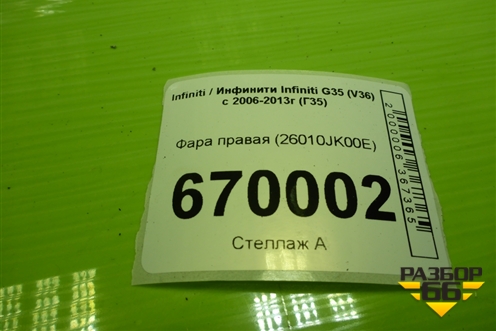 Infiniti / Инфинити Infiniti G35 (V36)
с 2006-2013г (Г35)
Фара правая (26010JK00E)
670002
Стеллаж А
2000006367365
РАЗБОР
66